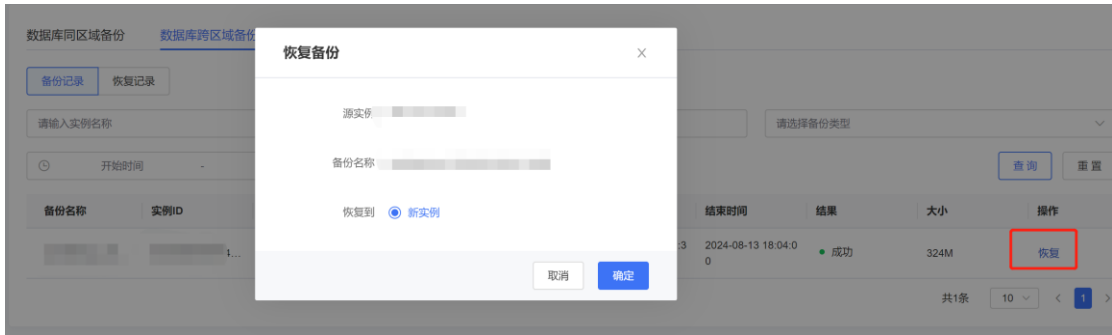 数据库同区域备份 数据库跨区域备份
恢复备份
备份记录 恢复记录
源实例
请输入实例名称
请选择备份类型
开始时间 -
备份名称
查询 重置
备份名称 实例ID
结束时间 结果 大小 操作
恢复到 新实例
4...
:3 2024-08-13 18:04:0
0
成功 324M 恢复
取消 确定
共1条 10 1